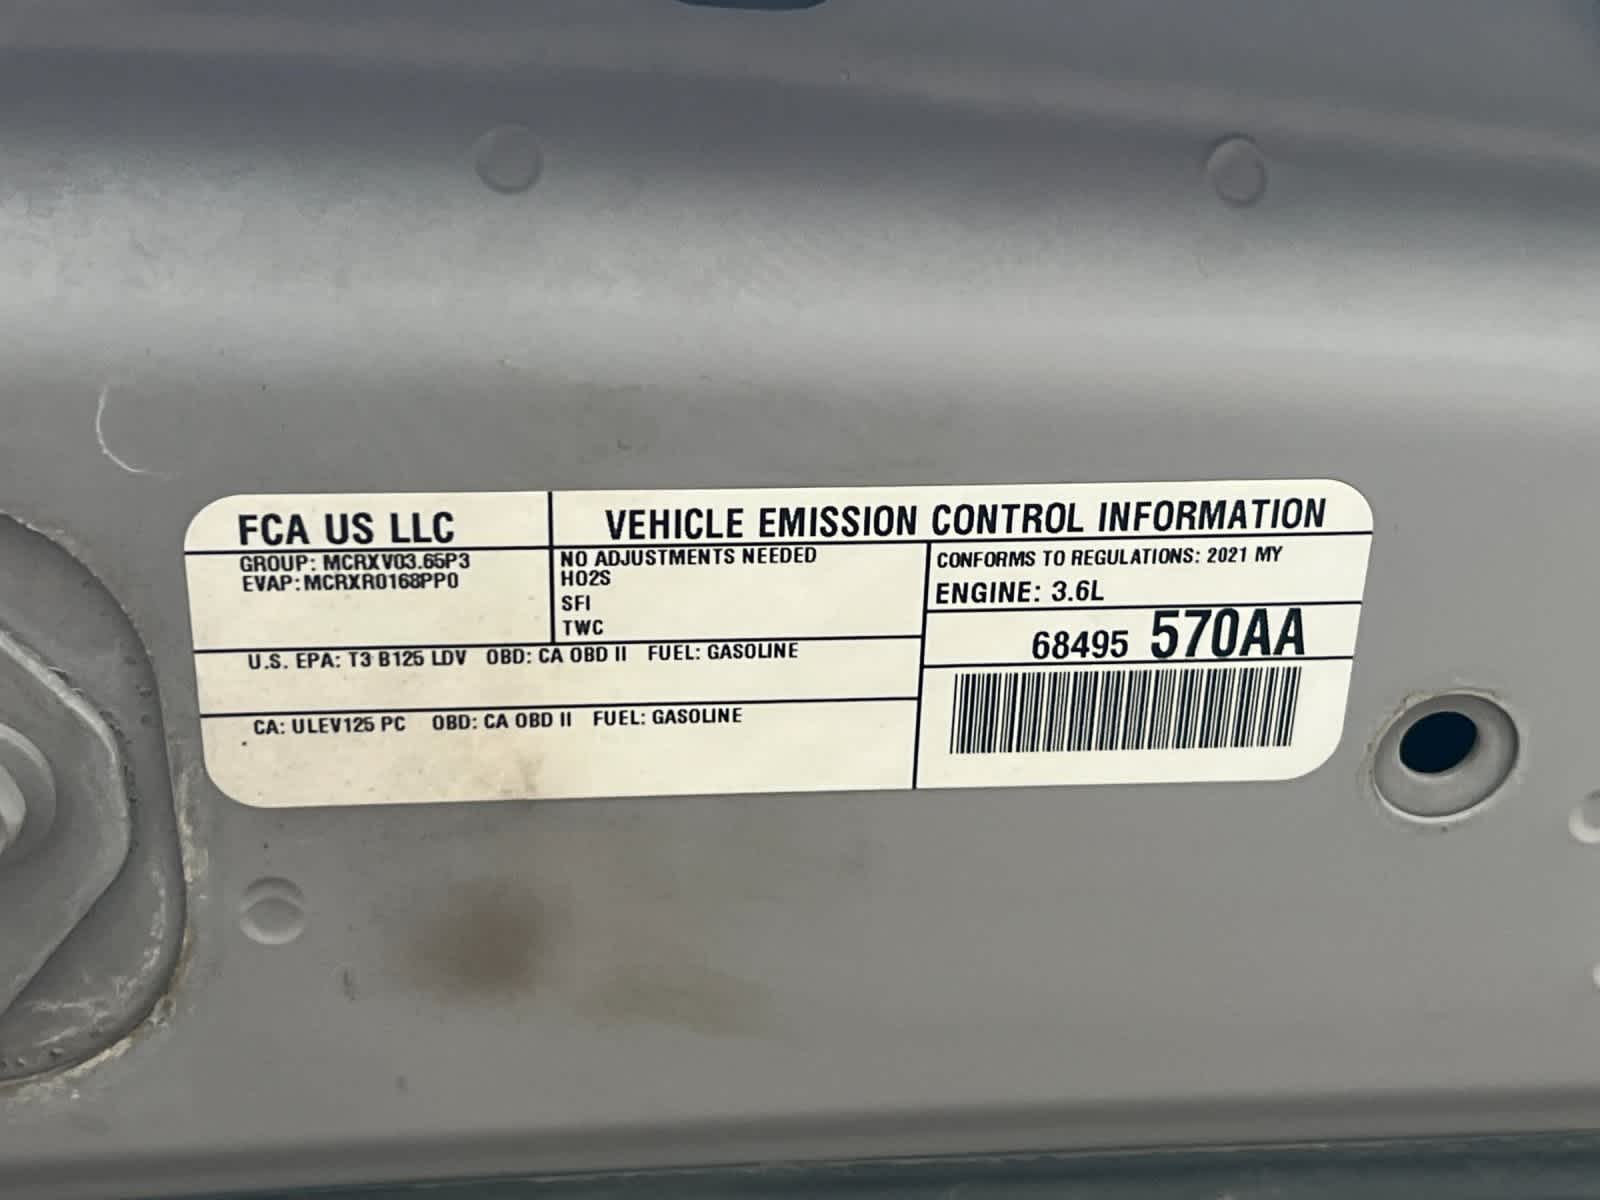 FCA US LLC
VEHICLE EMISSION CONTROL INFORMATION
GROUP: MCRXV03.65P3
EVAP:MCRXR0168PP0
NO ADJUSTMENTS NEEDED
HO2S
SFI
TWC
CONFORMS TO REGULATIONS: 2021 MY
ENGINE: 3.6L
68495 570AA
U.S. EPA: T3 B125 LDV OBD: CA OBD II FUEL: GASOLINE
CA: ULEV125 PC OBD: CA OBD II FUEL: GASOLINE